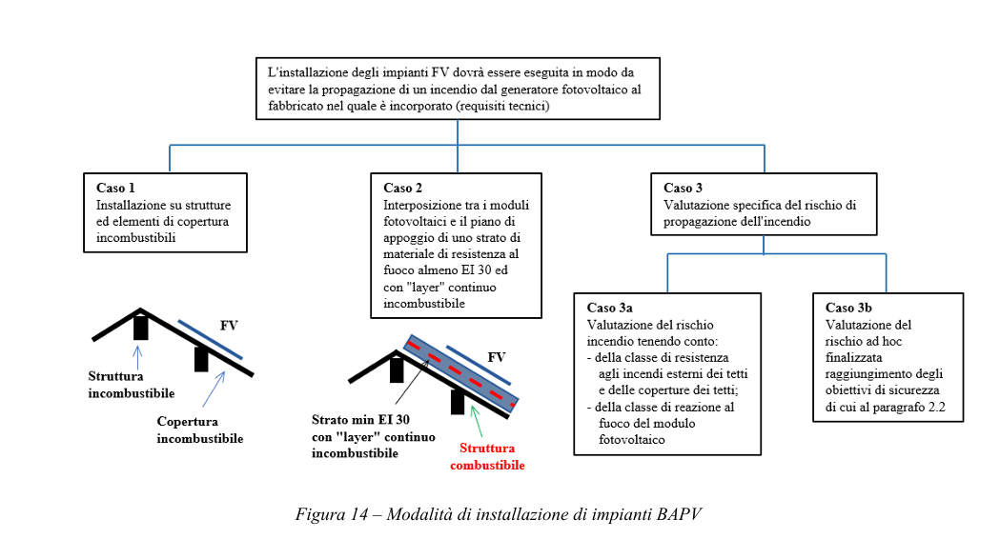 L'installazione degli impianti FV dovrà essere eseguita in modo da
evitare la propagazione di un incendio dal generatore fotovoltaico al
fabbricato nel quale è incorporato (requisiti tecnici)
Caso 1
Installazione su strutture
ed elementi di copertura
incombustibili
Caso 2
Interposizione tra i moduli
fotovoltaici e il piano di
appoggio di uno strato di
materiale di resistenza al
fuoco almeno EI 30 ed
con "layer" continuo
incombustibile
Caso 3
Valutazione specifica del rischio di
propagazione dell'incendio
Caso 3a
Valutazione del rischio
incendio tenendo conto:
- della classe di resistenza
agli incendi esterni dei tetti
e delle coperture dei tetti;
- della classe di reazione al
fuoco del modulo
fotovoltaico
Caso 3b
Valutazione del
rischio ad hoc
finalizzata
raggiungimento degli
obiettivi di sicurezza
di cui al paragrafo 2.2
FV
Struttura
incombustibile
Copertura
incombustibile
FV
Strato min EI 30
con "layer" continuo
incombustibile
Struttura
combustibile
Figura 14 – Modalità di installazione di impianti BAPV